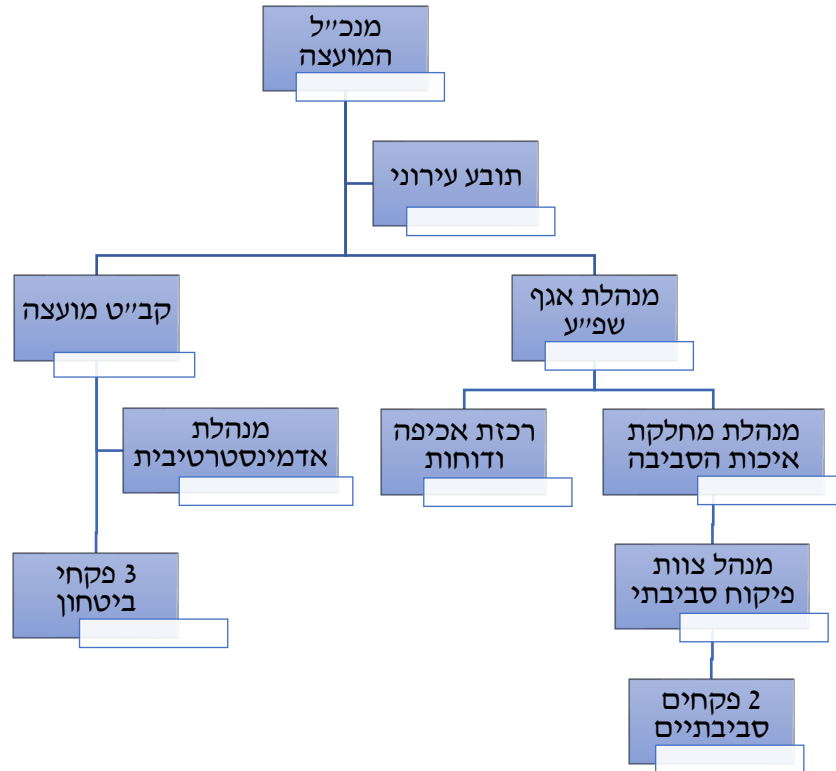 מנכ״ל
המועצה
תובע עירוני
מנהלת אגף
שפ״ע
קב״ט מועצה
מנהלת מחלקת
איכות הסביבה
רכזת אכיפה
ודוחות
מנהלת
אדמינסטרטיבית
מנהל צוות
פיקוח סביבתי
3 פקחי
ביטחון
2 פקחים
סביבתיים